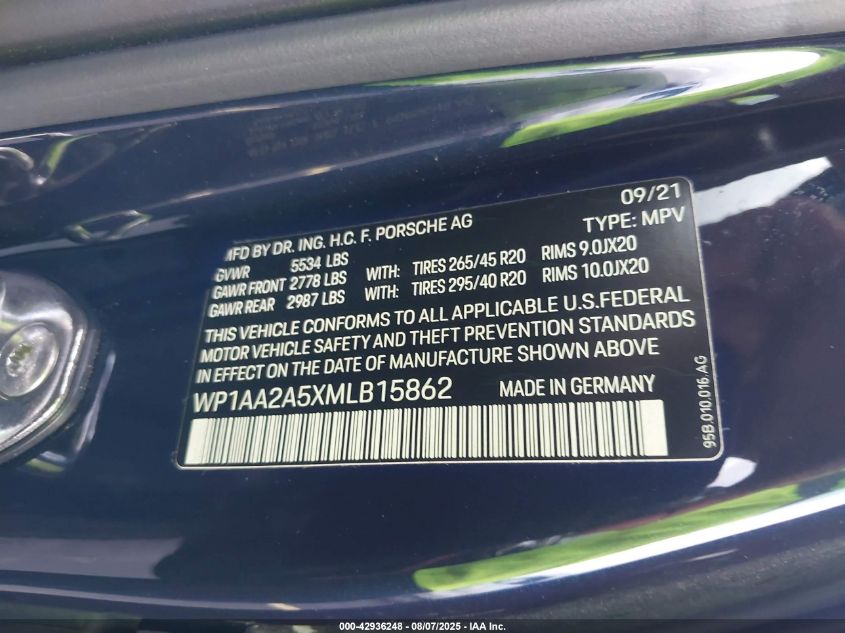 09/21
MFD BY DR. ING. H.C. F. PORSCHE AG TYPE: MPV
GVWR 5534 LBS
GAWR FRONT 2778 LBS WITH: TIRES 265/45 R20 RIMS 9.0JX20
GAWR REAR 2987 LBS WITH: TIRES 295/40 R20 RIMS 10.0JX20
THIS VEHICLE CONFORMS TO ALL APPLICABLE U.S.FEDERAL
MOTOR VEHICLE SAFETY AND THEFT PREVENTION STANDARDS
IN EFFECT ON THE DATE OF MANUFACTURE SHOWN ABOVE
WP1AA2A5XMLB15862 MADE IN GERMANY
95B.010.016.AG
000-42936248 - 08/07/2025 - IAA Inc.